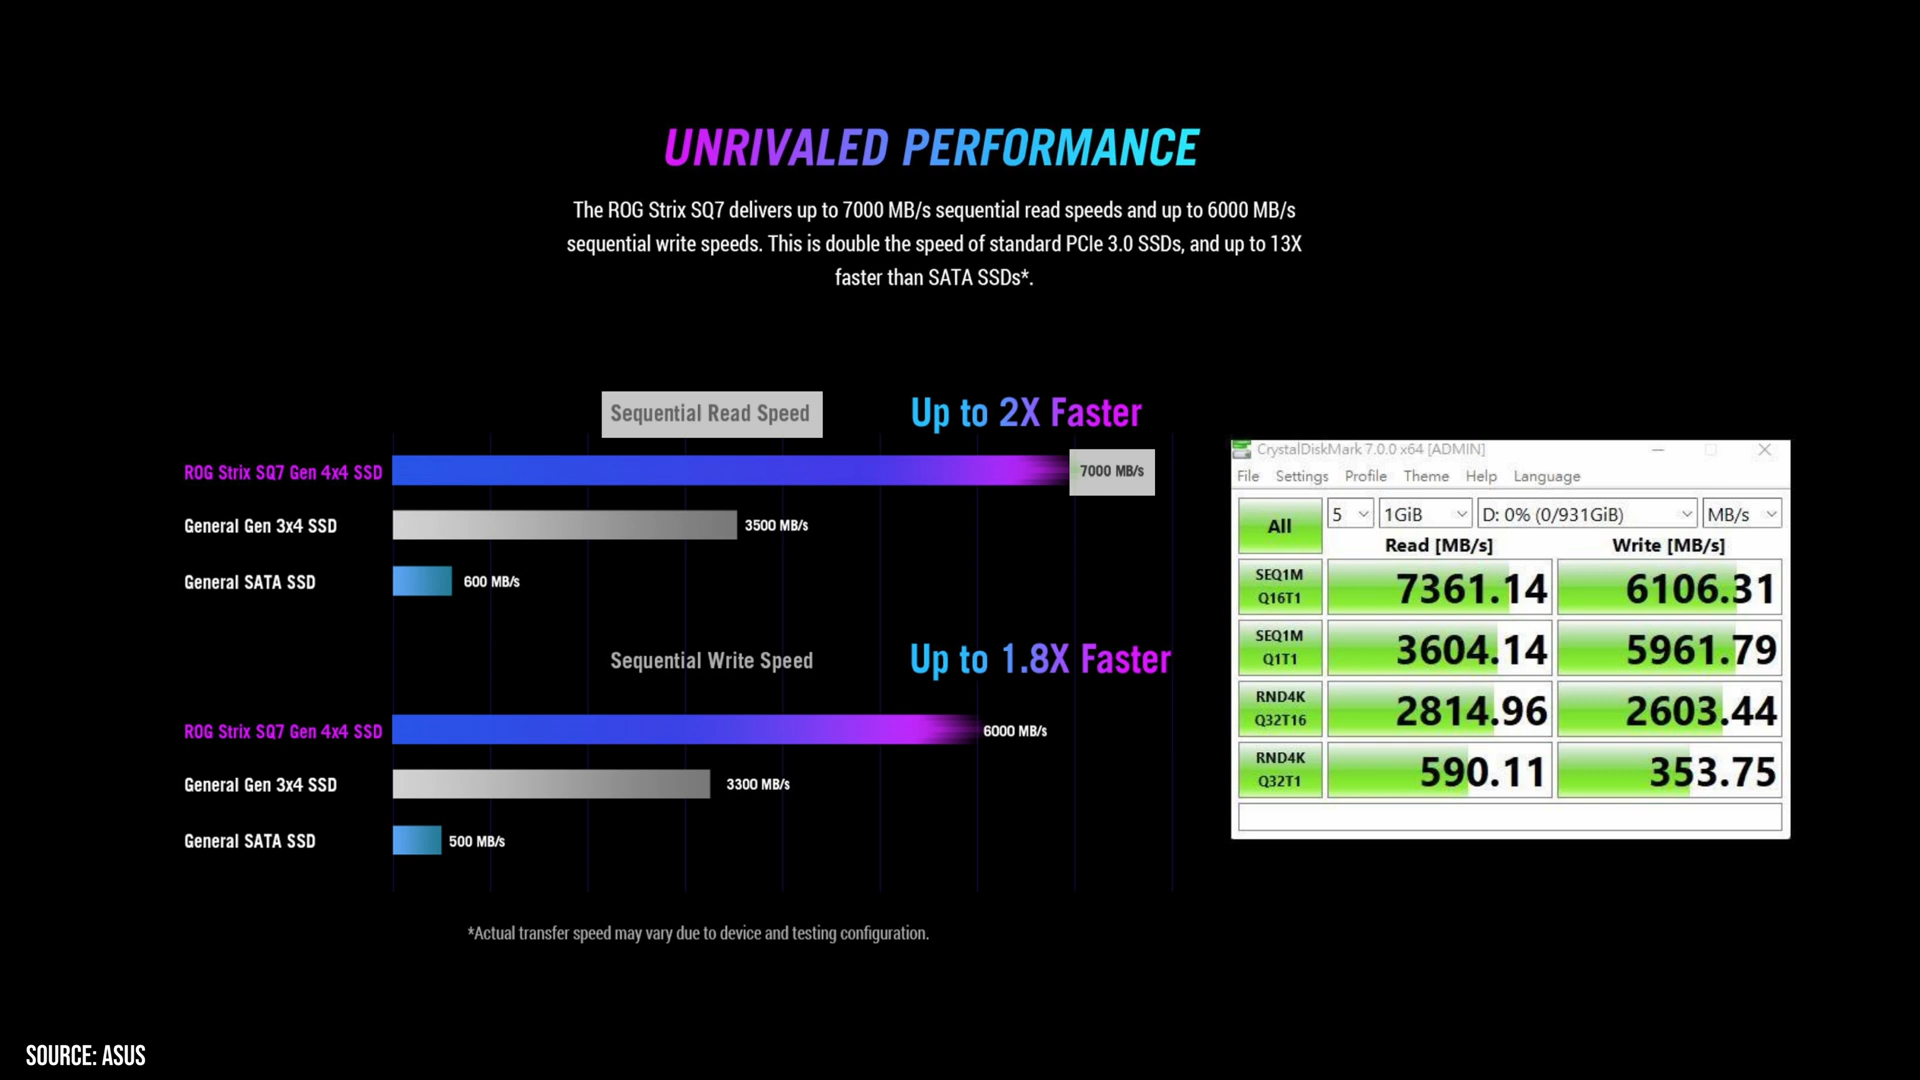 UNRIVALED PERFORMANCE
The ROG Strix SQ7 delivers up to 7000 MB/s sequential read speeds and up to 6000 MB/s
sequential write speeds. This is double the speed of standard PCIe 3.0 SSDs, and up to 13X
faster than SATA SSDs*.
Sequential Read Speed
Up to 2X Faster
ROG Strix SQ7 Gen 4x4 SSD
7000 MB/s
General Gen 3x4 SSD
3500 MB/s
General SATA SSD
600 MB/s
Sequential Write Speed
Up to 1.8X Faster
ROG Strix SQ7 Gen 4x4 SSD
6000 MB/s
General Gen 3x4 SSD
3300 MB/s
General SATA SSD
500 MB/s
*Actual transfer speed may vary due to device and testing configuration.
CrystalDiskMark 7.0.0 x64 [ADMIN]
File Settings Profile Theme Help Language
All
5 1GiB D: 0% (0/931GiB) MB/s
Read [MB/s] Write [MB/s]
SEQ1M
Q16T1
7361.14 6106.31
SEQ1M
Q1T1
3604.14 5961.79
RND4K
Q32T16
2814.96 2603.44
RND4K
Q32T1
590.11 353.75
SOURCE: ASUS